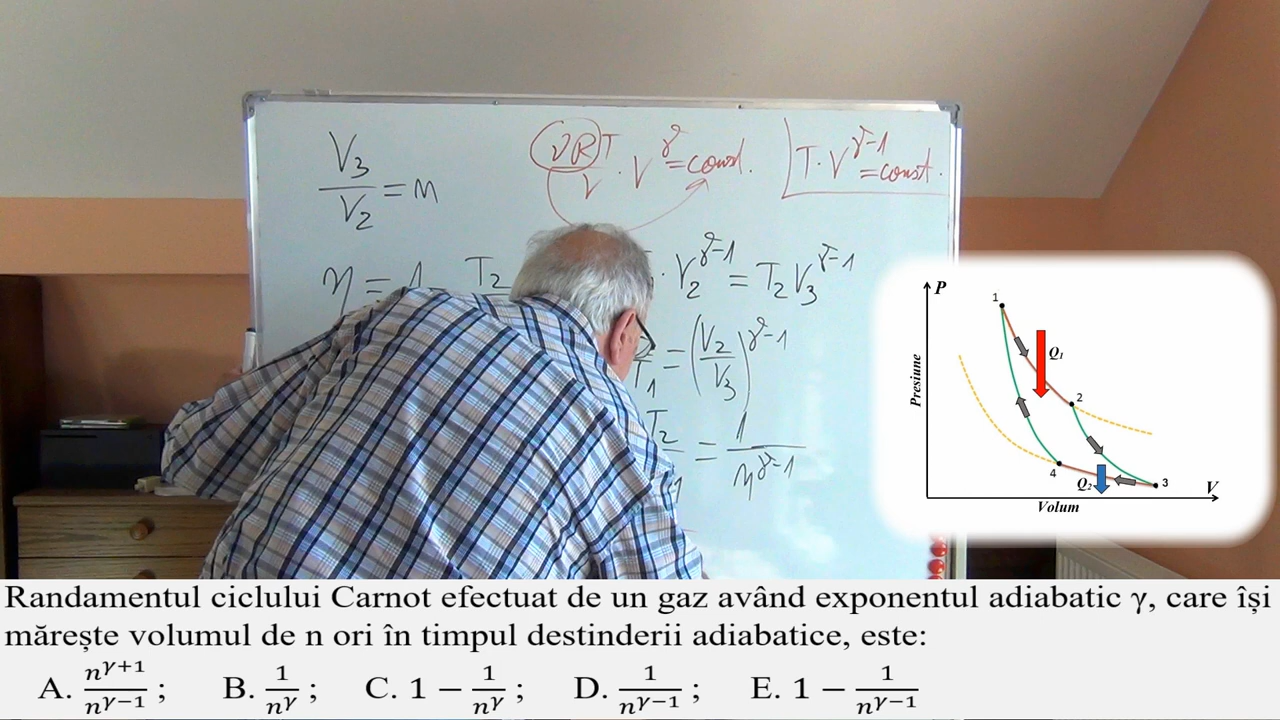 V₃/V₂ = n
νRT/V · V^γ = const.
T · V^(γ-1) = const.
η = 1 T₂
· V₂^(γ-1) = T₂V₃^(γ-1)
T₁ = (V₂/V₃)^(γ-1)
T₂ = 1/n^(γ-1)
P
1
Presiune
Q₁
2
4
Q₂
3
V
Volum
Randamentul ciclului Carnot efectuat de un gaz având exponentul adiabatic γ, care își
mărește volumul de n ori în timpul destinderii adiabatice, este:
A. n^(γ+1)/n^(γ−1) ; B. 1/n^γ ; C. 1 − 1/n^γ ; D. 1/n^(γ−1) ; E. 1 − 1/n^(γ−1)